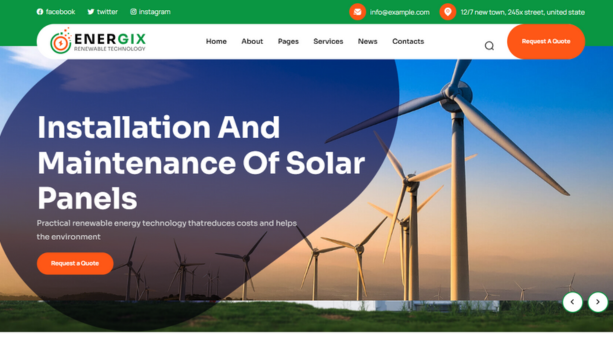 facebook twitter instagram info@example.com 12/7 new town, 245x street, united state
ENERGIX
RENEWABLE TECHNOLOGY
Home About Pages Services News Contacts
Request A Quote
Installation And
Maintenance Of Solar
Panels
Practical renewable energy technology thatreduces costs and helps
the environment
Request a Quote